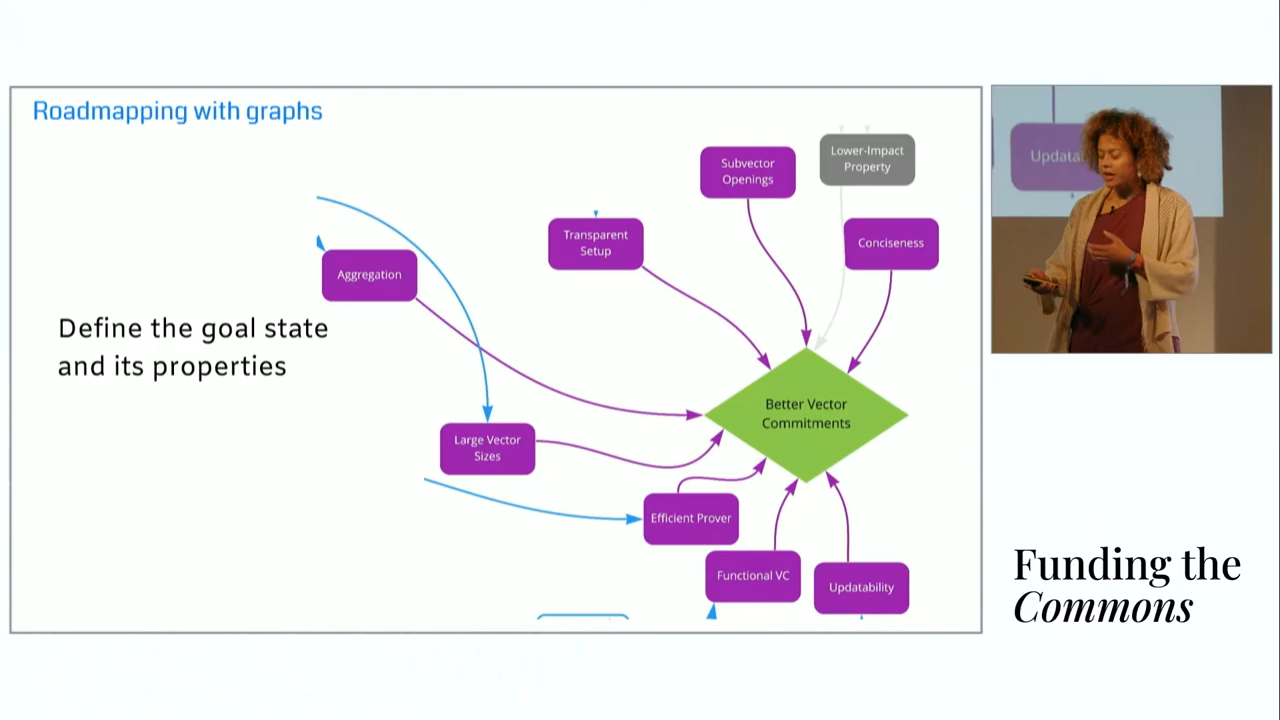 Roadmapping with graphs
Define the goal state
and its properties
Subvector
Openings
Lower-Impact
Property
Transparent
Setup
Conciseness
Aggregation
Better Vector
Commitments
Large Vector
Sizes
Efficient Prover
Functional VC
Updatability
Updata
Funding the
Commons